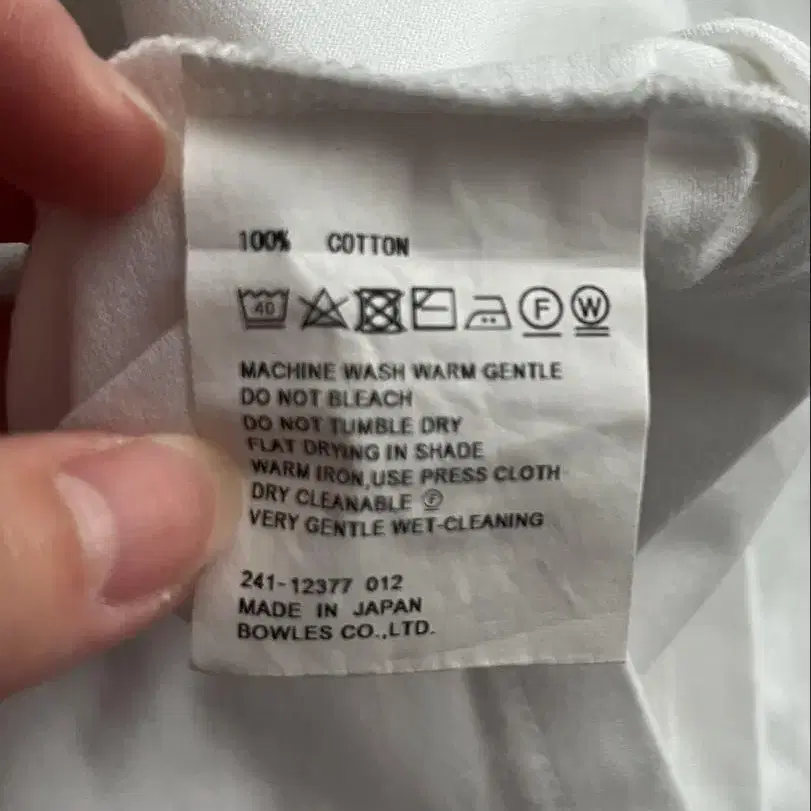 100% COTTON
40 F W
MACHINE WASH WARM GENTLE
DO NOT BLEACH
DO NOT TUMBLE DRY
FLAT DRYING IN SHADE
WARM IRON,USE PRESS CLOTH
DRY CLEANABLE Ⓕ
VERY GENTLE WET-CLEANING
241-12377 012
MADE IN JAPAN
BOWLES CO.,LTD.